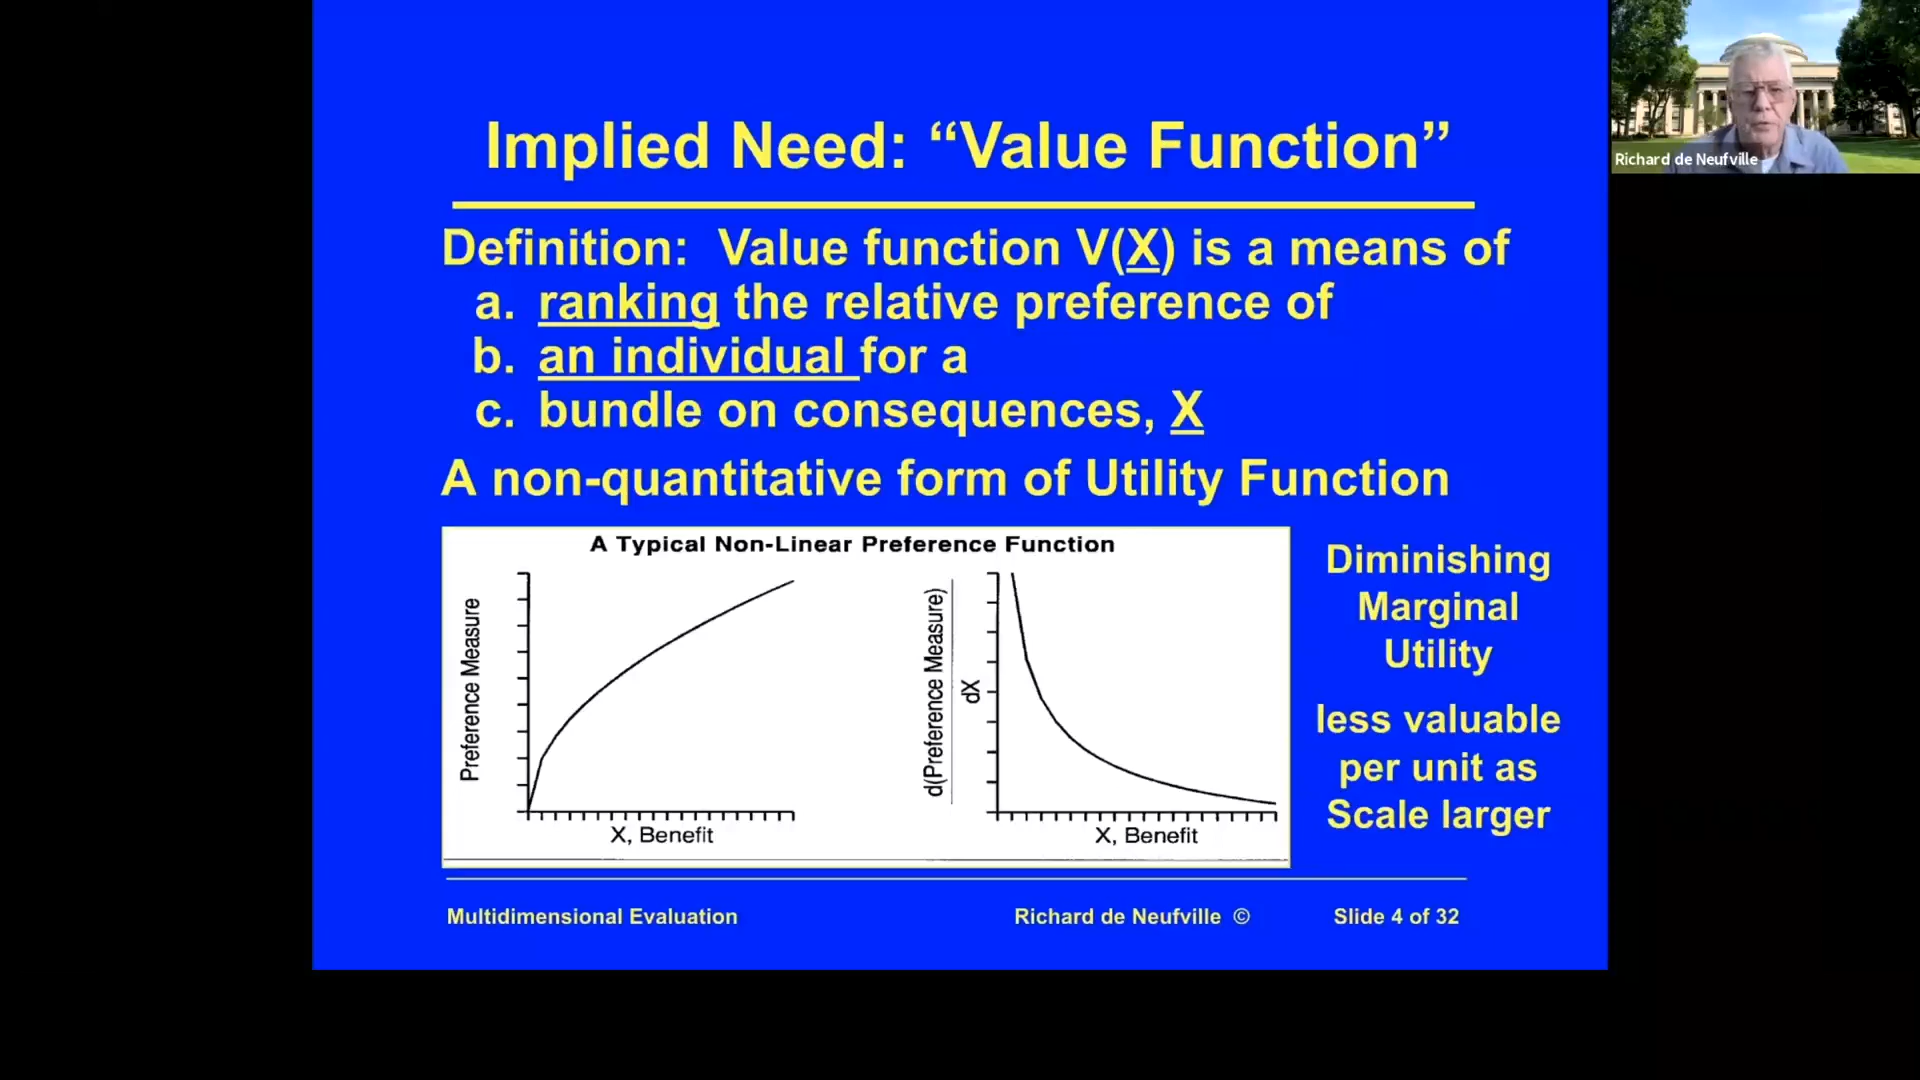 Implied Need: “Value Function”
Richard de Neufville
Definition: Value function V(X) is a means of
a. ranking the relative preference of
b. an individual for a
c. bundle on consequences, X
A non-quantitative form of Utility Function
A Typical Non-Linear Preference Function
Preference Measure
X, Benefit
d(Preference Measure)
dX
X, Benefit
Diminishing
Marginal
Utility
less valuable
per unit as
Scale larger
Multidimensional Evaluation
Richard de Neufville ©
Slide 4 of 32